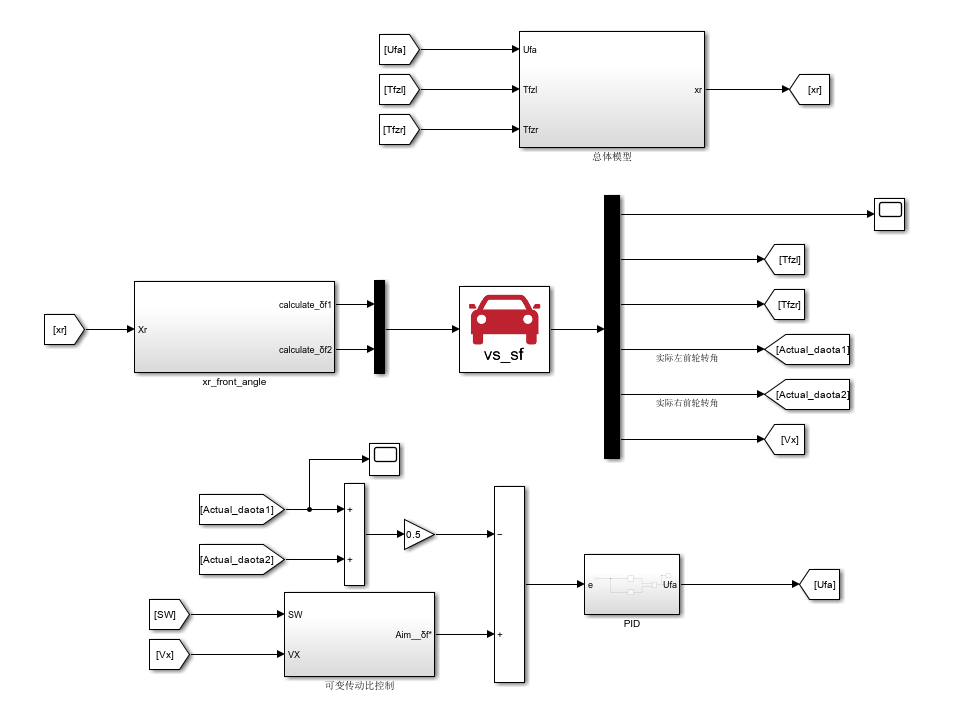 [Ufa]
Ufa
[Tfzl]
Tfzl
xr
[xr]
[Tfzr]
Tfzr
总体模型
[Tfzl]
[Tfzr]
calculate_δf1
[xr]
Xr
calculate_δf2
xr_front_angle
vs_sf
实际左前轮转角
[Actual_daota1]
实际右前轮转角
[Actual_daota2]
[Vx]
[Actual_daota1]
+
[Actual_daota2]
+
0.5
−
+
e
Ufa
PID
[Ufa]
[SW]
SW
Aim__δf*
[Vx]
VX
可变传动比控制